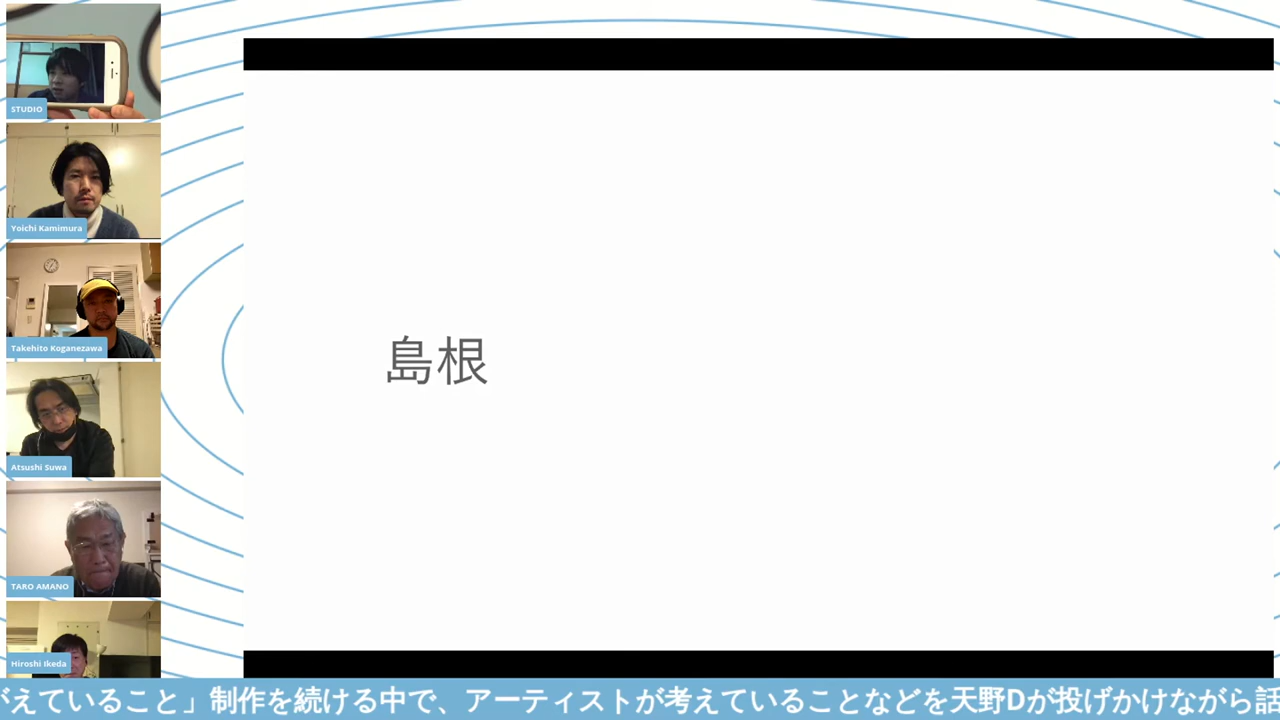 STUDIO
Yoichi Kamimura
Takehito Koganezawa
Atsushi Suwa
TARO AMANO
Hiroshi Ikeda
島根
がえていること」制作を続ける中で、アーティストが考えていることなどを天野Dが投げかけながら話